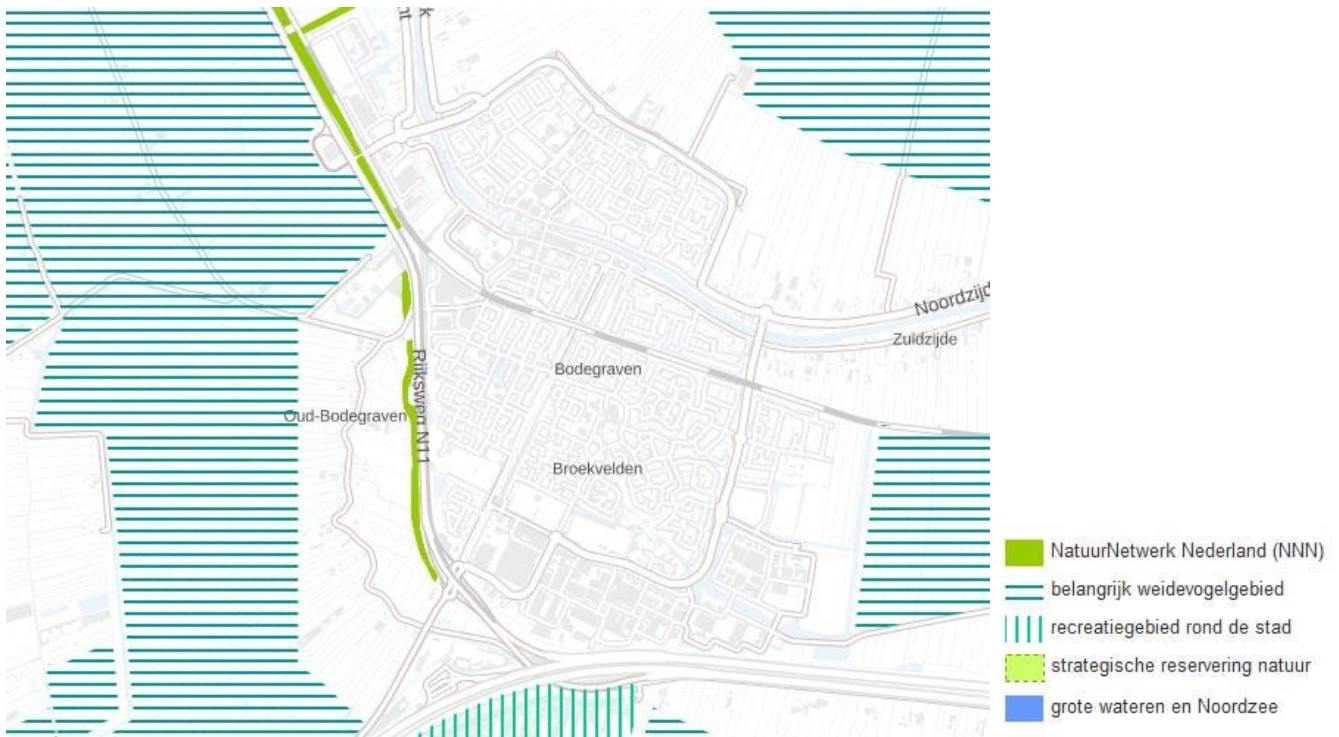 Noordzijd
Zuidzijde
Bodegraven
Rijksweg N11
Oud-Bodegraven
Broekvelden
NatuurNetwerk Nederland (NNN)
belangrijk weidevogelgebied
recreatiegebied rond de stad
strategische reservering natuur
grote wateren en Noordzee